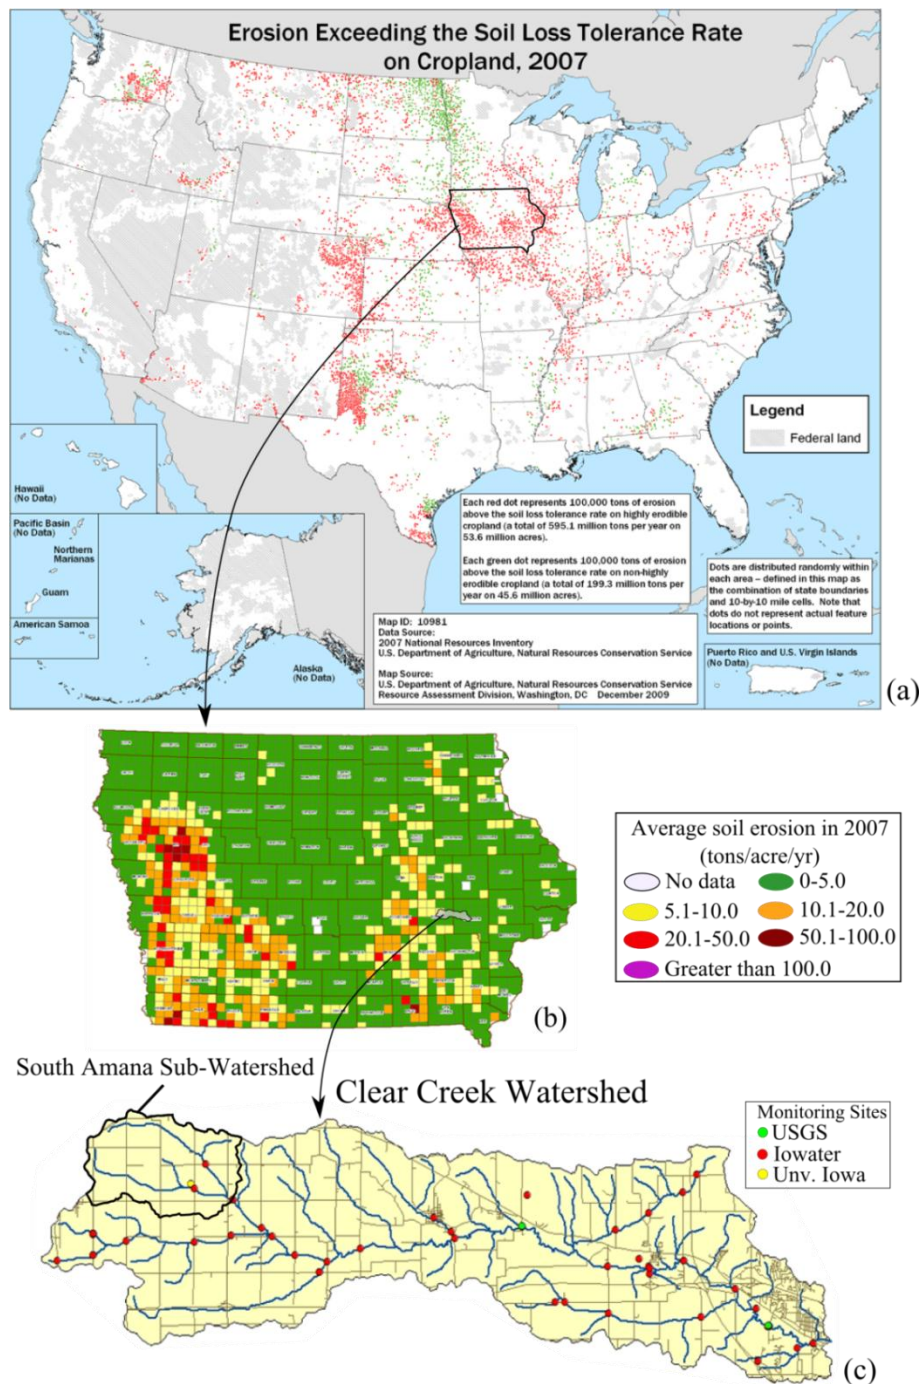 Erosion Exceeding the Soil Loss Tolerance Rate
on Cropland, 2007
Legend
Federal land
Hawaii
(No Data)
Pacific Basin
(No Data)
Northern
Marianas
Guam
American Samoa
Alaska
(No Data)
Each red dot represents 100,000 tons of erosion
above the soil loss tolerance rate on highly erodible
cropland (a total of 595.1 million tons per year on
53.6 million acres).
Each green dot represents 100,000 tons of erosion
above the soil loss tolerance rate on non-highly
erodible cropland (a total of 199.3 million tons per
year on 45.6 million acres).
Dots are distributed randomly within
each area – defined in this map as
the combination of state boundaries
and 10-by-10 mile cells. Note that
dots do not represent actual feature
locations or points.
Map ID: 10981
Data Source:
2007 National Resources Inventory
U.S. Department of Agriculture, Natural Resources Conservation Service
Map Source:
U.S. Department of Agriculture, Natural Resources Conservation Service
Resource Assessment Division, Washington, DC December 2009
Puerto Rico and U.S. Virgin Islands
(No Data)
(a)
Average soil erosion in 2007
(tons/acre/yr)
No data 0-5.0
5.1-10.0 10.1-20.0
20.1-50.0 50.1-100.0
Greater than 100.0
(b)
South Amana Sub-Watershed
Clear Creek Watershed
Monitoring Sites
USGS
Iowater
Unv. Iowa
(c)